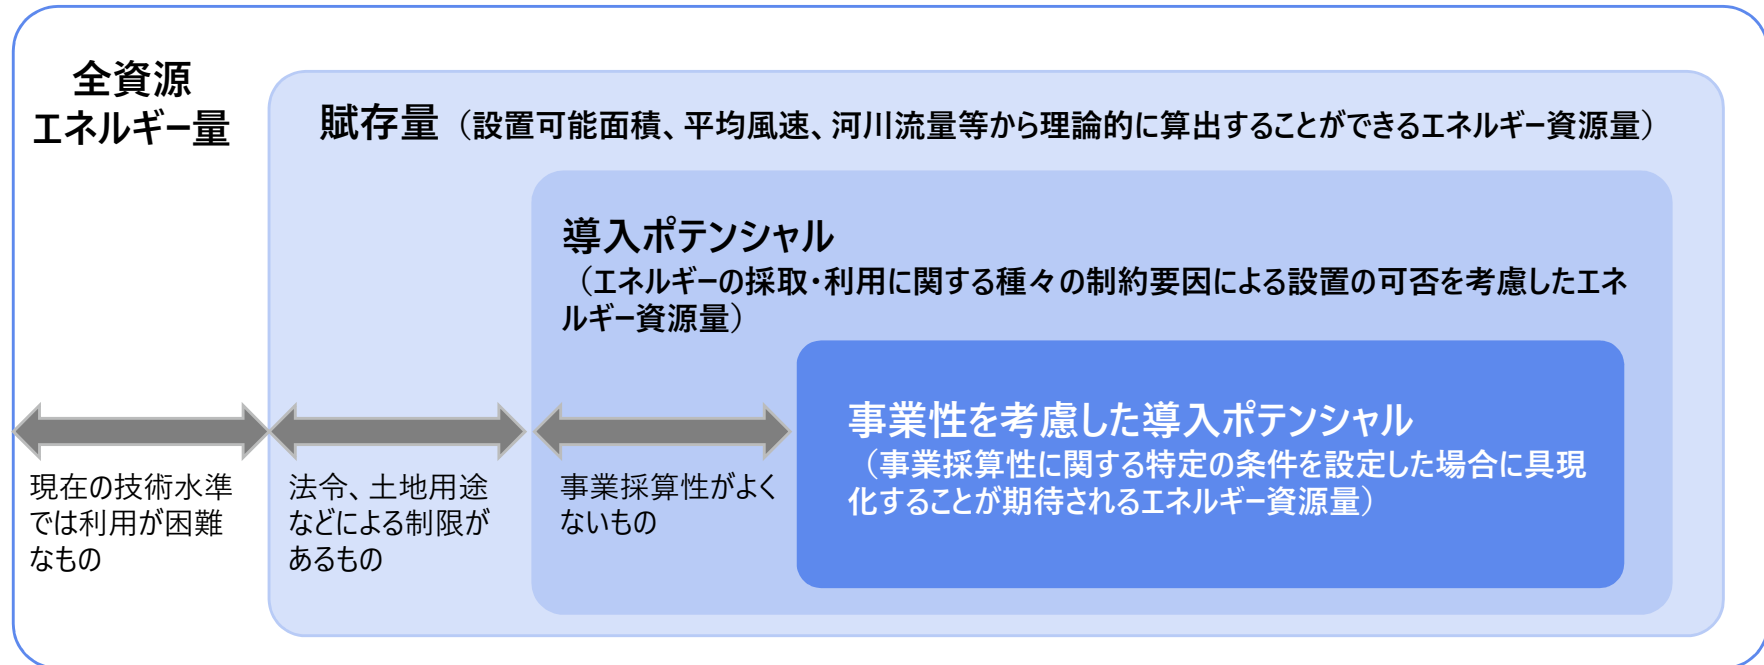 全資源
エネルギー量
賦存量（設置可能面積、平均風速、河川流量等から理論的に算出することができるエネルギー資源量）
導入ポテンシャル
（エネルギーの採取・利用に関する種々の制約要因による設置の可否を考慮したエネ
ルギー資源量）
事業性を考慮した導入ポテンシャル
（事業採算性に関する特定の条件を設定した場合に具現
化することが期待されるエネルギー資源量）
現在の技術水準
では利用が困難
なもの
法令、土地用途
などによる制限が
あるもの
事業採算性がよく
ないもの